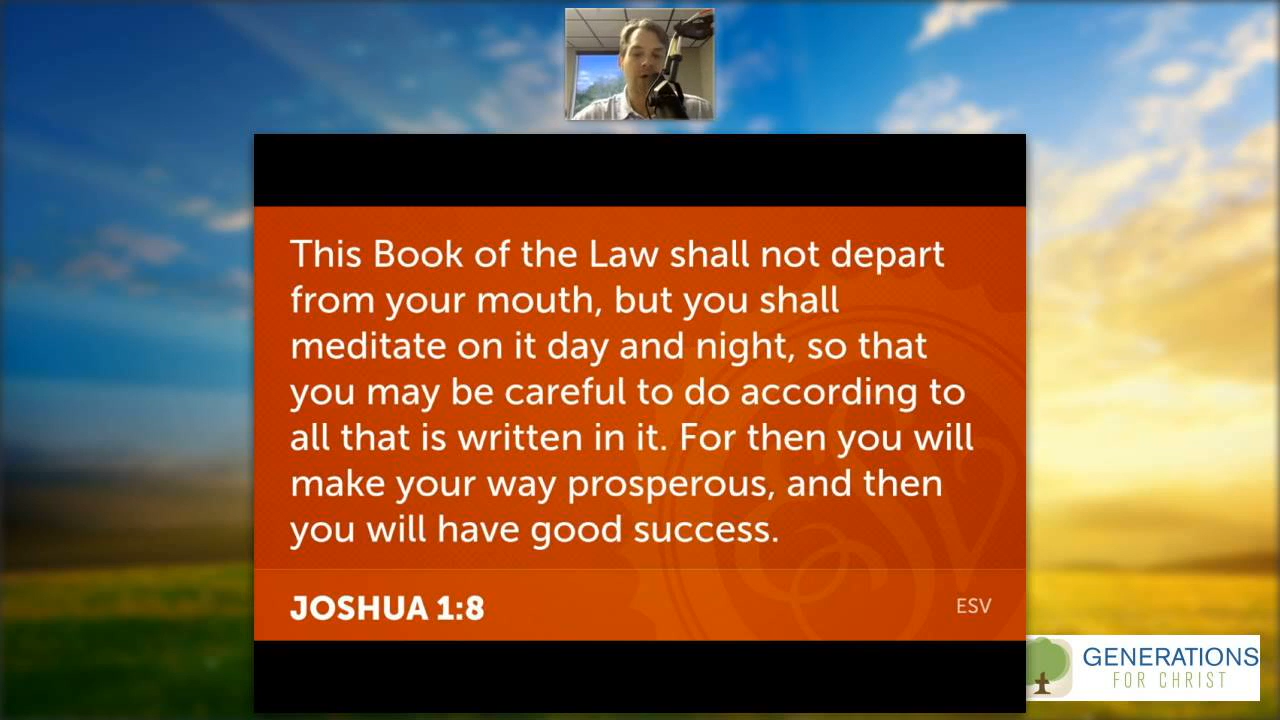 This Book of the Law shall not depart
from your mouth, but you shall
meditate on it day and night, so that
you may be careful to do according to
all that is written in it. For then you will
make your way prosperous, and then
you will have good success.
JOSHUA 1:8
ESV
GENERATIONS
FOR CHRIST